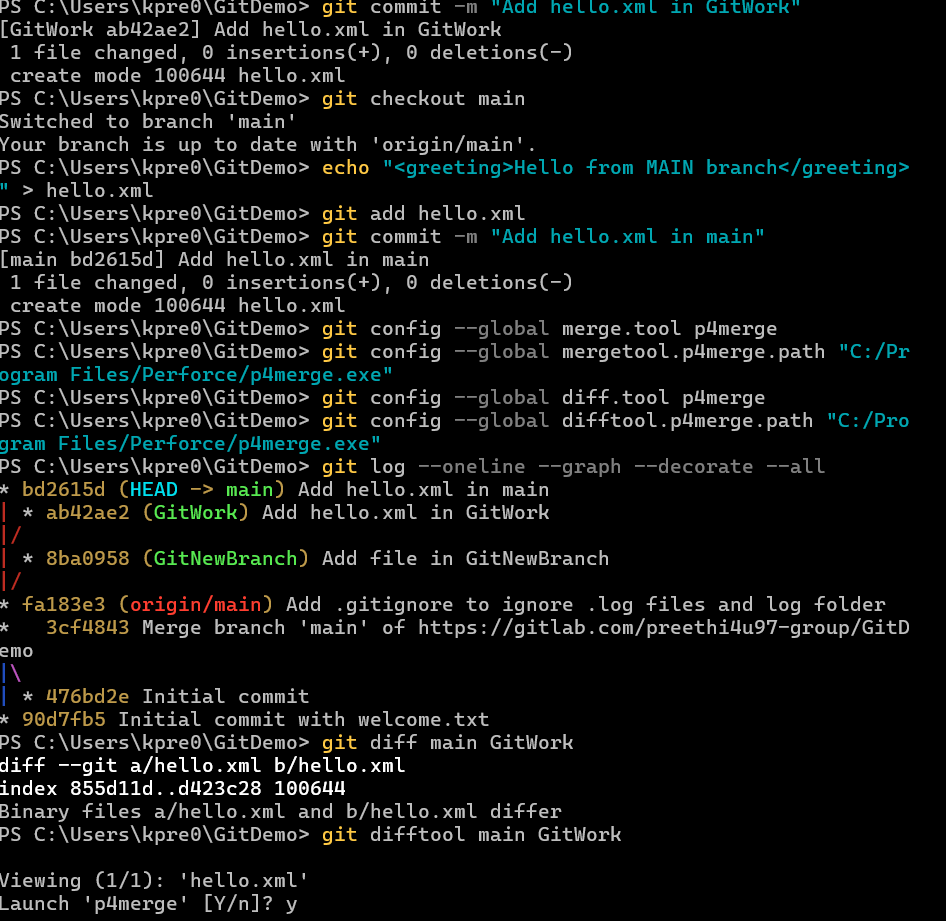 PS C:\Users\kpre0\GitDemo> git commit -m "Add hello.xml in GitWork"
[GitWork ab42ae2] Add hello.xml in GitWork
 1 file changed, 0 insertions(+), 0 deletions(-)
 create mode 100644 hello.xml
PS C:\Users\kpre0\GitDemo> git checkout main
Switched to branch 'main'
Your branch is up to date with 'origin/main'.
PS C:\Users\kpre0\GitDemo> echo "<greeting>Hello from MAIN branch</greeting>
" > hello.xml
PS C:\Users\kpre0\GitDemo> git add hello.xml
PS C:\Users\kpre0\GitDemo> git commit -m "Add hello.xml in main"
[main bd2615d] Add hello.xml in main
 1 file changed, 0 insertions(+), 0 deletions(-)
 create mode 100644 hello.xml
PS C:\Users\kpre0\GitDemo> git config --global merge.tool p4merge
PS C:\Users\kpre0\GitDemo> git config --global mergetool.p4merge.path "C:/Pr
ogram Files/Perforce/p4merge.exe"
PS C:\Users\kpre0\GitDemo> git config --global diff.tool p4merge
PS C:\Users\kpre0\GitDemo> git config --global difftool.p4merge.path "C:/Pro
gram Files/Perforce/p4merge.exe"
PS C:\Users\kpre0\GitDemo> git log --oneline --graph --decorate --all
* bd2615d (HEAD -> main) Add hello.xml in main
| * ab42ae2 (GitWork) Add hello.xml in GitWork
|/
| * 8ba0958 (GitNewBranch) Add file in GitNewBranch
|/
* fa183e3 (origin/main) Add .gitignore to ignore .log files and log folder
*   3cf4843 Merge branch 'main' of https://gitlab.com/preethi4u97-group/GitD
emo
|\
| * 476bd2e Initial commit
* 90d7fb5 Initial commit with welcome.txt
PS C:\Users\kpre0\GitDemo> git diff main GitWork
diff --git a/hello.xml b/hello.xml
index 855d11d..d423c28 100644
Binary files a/hello.xml and b/hello.xml differ
PS C:\Users\kpre0\GitDemo> git difftool main GitWork

Viewing (1/1): 'hello.xml'
Launch 'p4merge' [Y/n]? y